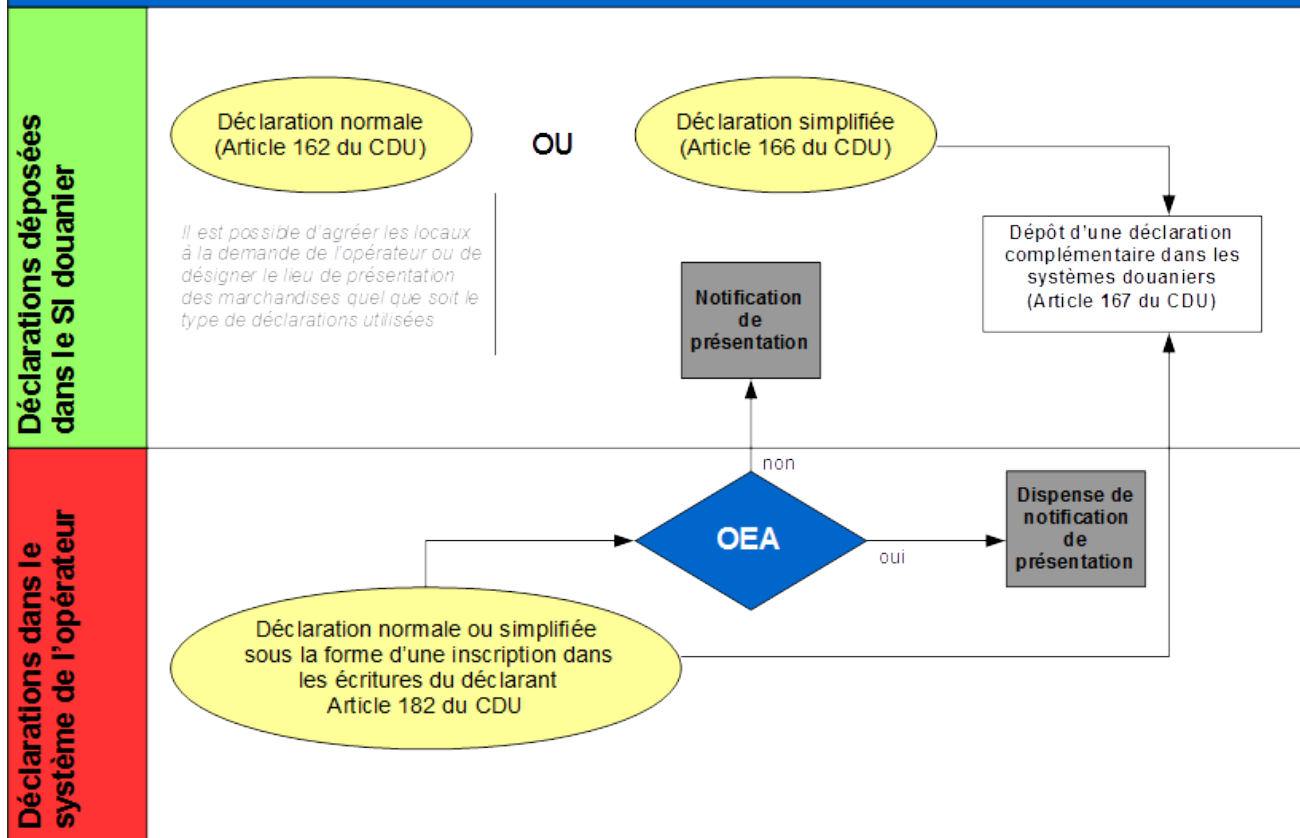 Déclarations déposées
dans le SI douanier
Déclaration normale
(Article 162 du CDU)
OU
Déclaration simplifiée
(Article 166 du CDU)
Il est possible d'agréer les locaux
à la demande de l'opérateur ou de
désigner le lieu de présentation
des marchandises quel que soit le
type de déclarations utilisées
Notification
de
présentation
Dépôt d'une déclaration
complémentaire dans les
systèmes douaniers
(Article 167 du CDU)
Déclarations dans le
système de l'opérateur
non
OEA
oui
Dispense de
notification
de
présentation
Déclaration normale ou simplifiée
sous la forme d'une inscription dans
les écritures du déclarant
Article 182 du CDU